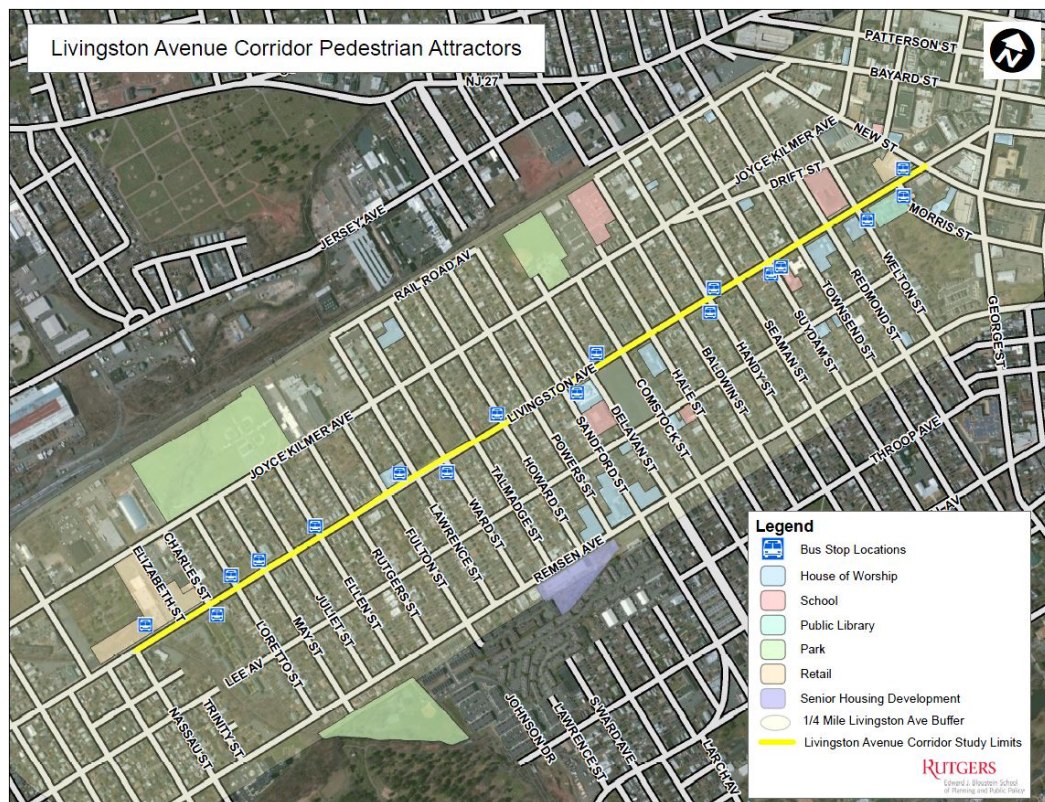 Livingston Avenue Corridor Pedestrian Attractors
N
PATTERSON ST
BAYARD ST
NJ 27
NEW ST
JOYCE KILMER AVE
DRIFT ST
MORRIS ST
JERSEY AVE
RAIL ROAD AV
WELTON ST
REDMOND ST
TOWNSEND ST
SUYDAM ST
SEAMAN ST
HANDY ST
BALDWIN ST
HALE ST
COMSTOCK ST
DELAVAN ST
SANDFORD ST
POWERS ST
HOWARD ST
TALMADGE ST
WARD ST
LAWRENCE ST
FULTON ST
RUTGERS ST
ELLEN ST
JULIET ST
MAY ST
LORETTO ST
CHARLES ST
ELIZABETH ST
LIVINGSTON AVE
JOYCE KILMER AVE
GEORGE ST
THROOP AVE
REMSEN AVE
LEE AV
TRINITY ST
NASSAU ST
JOHNSON DR
LAWRENCE ST
S WARD AVE
LARCH AV
AV
Legend
Bus Stop Locations
House of Worship
School
Public Library
Park
Retail
Senior Housing Development
1/4 Mile Livingston Ave Buffer
Livingston Avenue Corridor Study Limits
RUTGERS
Edward J. Bloustein School
of Planning and Public Policy